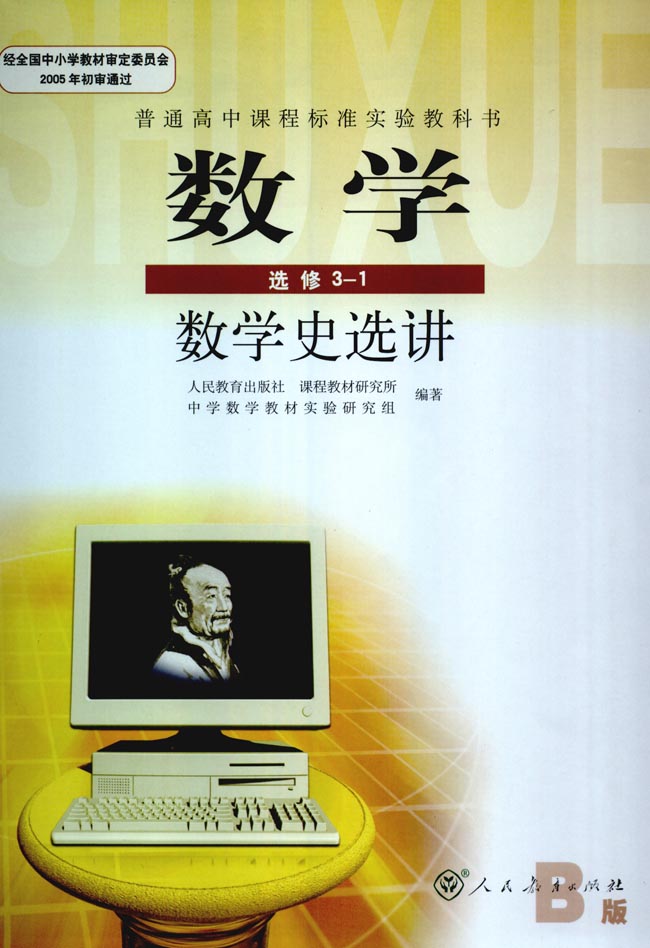 SHUXUE
经全国中小学教材审定委员会
2005年初审通过
普通高中课程标准实验教科书
数学
选修 3-1
数学史选讲
人民教育出版社 课程教材研究所
中学数学教材实验研究组
编著
®
人民教育出版社
B版